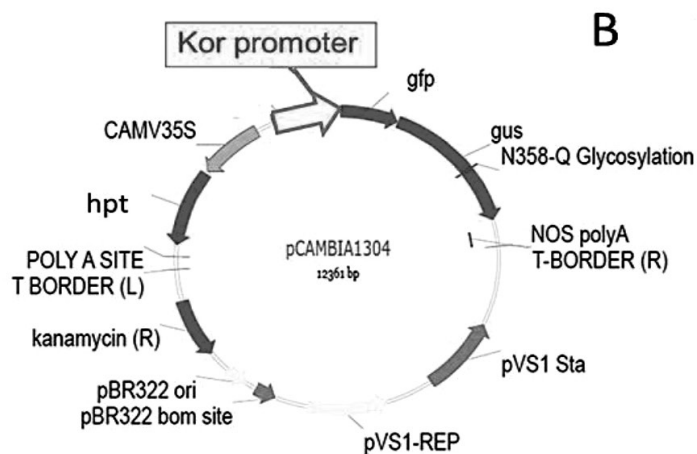 B
Kor promoter
gfp
CAMV35S
gus
N358-Q Glycosylation
hpt
pCAMBIA1304
12361 bp
NOS polyA
T-BORDER (R)
POLY A SITE
T BORDER (L)
kanamycin (R)
pVS1 Sta
pBR322 ori
pBR322 bom site
pVS1-REP